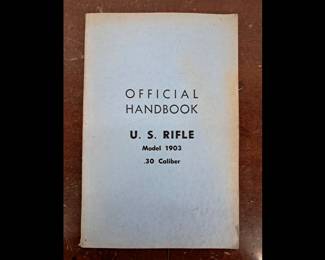 OFFICIAL
HANDBOOK
U. S. RIFLE
Model 1903
.30 Caliber